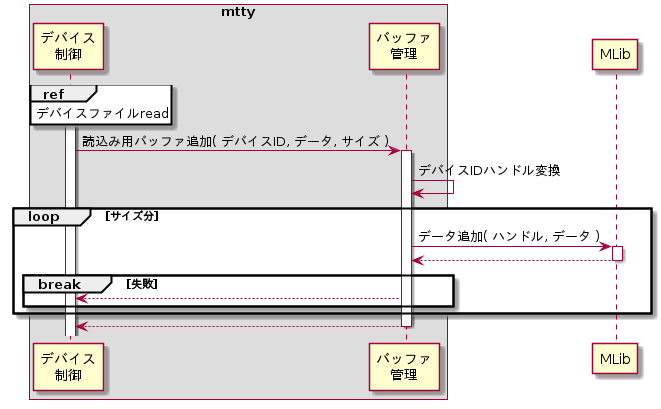 mtty
デバイス
制御
バッファ
管理
MLib
ref
デバイスファイルread
読込み用バッファ追加( デバイスID, データ, サイズ )
デバイスIDハンドル変換
loop [サイズ分]
データ追加( ハンドル, データ )
break [失敗]
デバイス
制御
バッファ
管理
MLib